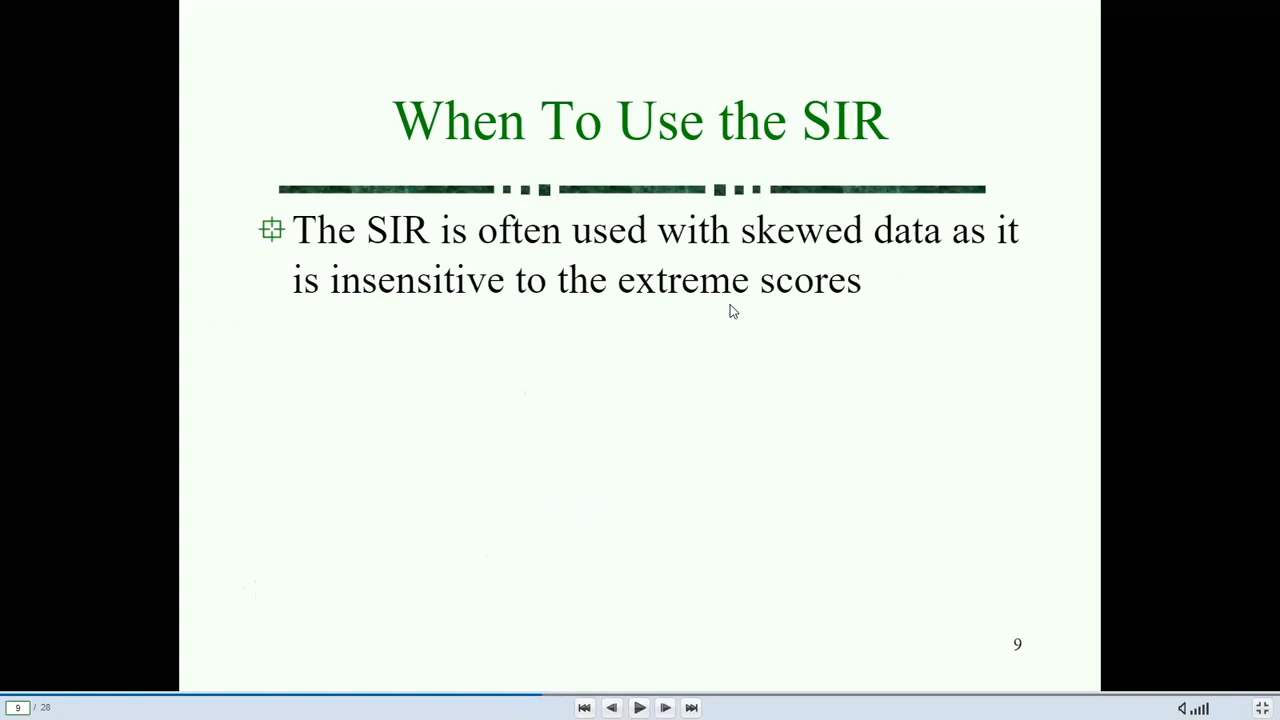 When To Use the SIR
The SIR is often used with skewed data as it
is insensitive to the extreme scores
9
9 / 28